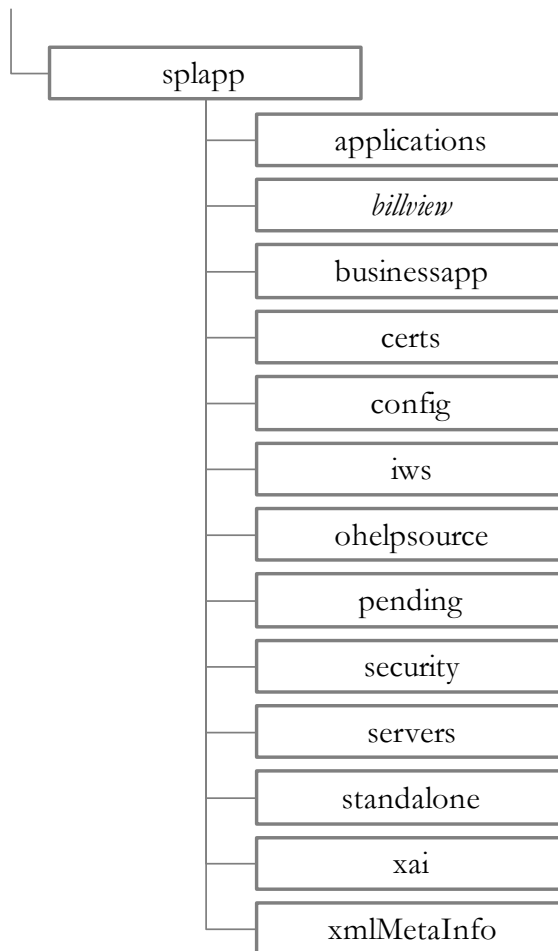 splapp
applications
billview
businessapp
certs
config
iws
ohelpsource
pending
security
servers
standalone
xai
xmlMetaInfo